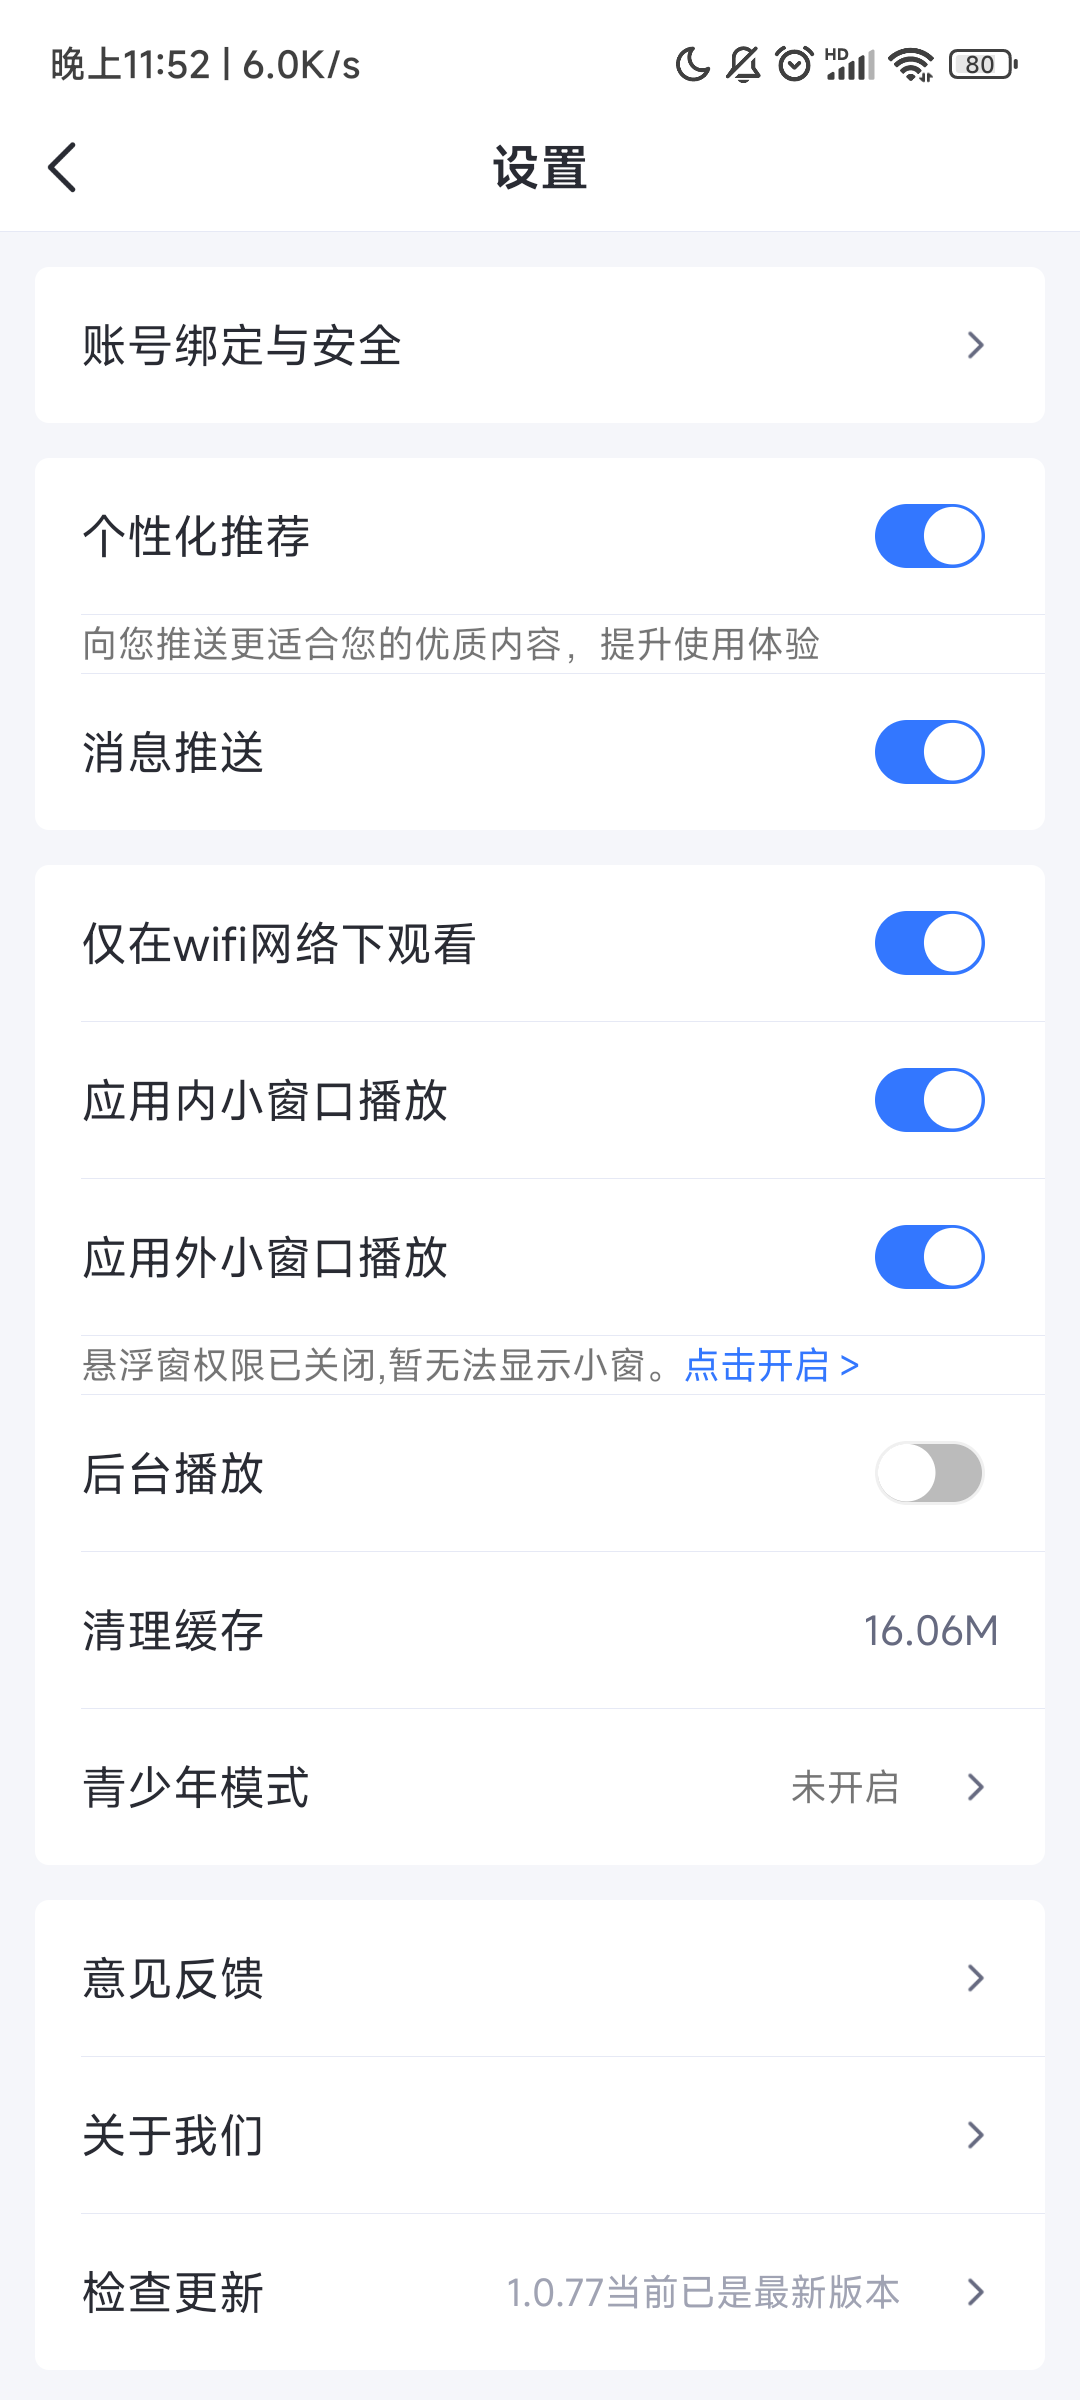 晚上11:52 | 6.0K/s
HD
80
设置
账号绑定与安全
个性化推荐
向您推送更适合您的优质内容，提升使用体验
消息推送
仅在wifi网络下观看
应用内小窗口播放
应用外小窗口播放
悬浮窗权限已关闭,暂无法显示小窗。点击开启 >
后台播放
清理缓存 16.06M
青少年模式 未开启
意见反馈
关于我们
检查更新 1.0.77当前已是最新版本